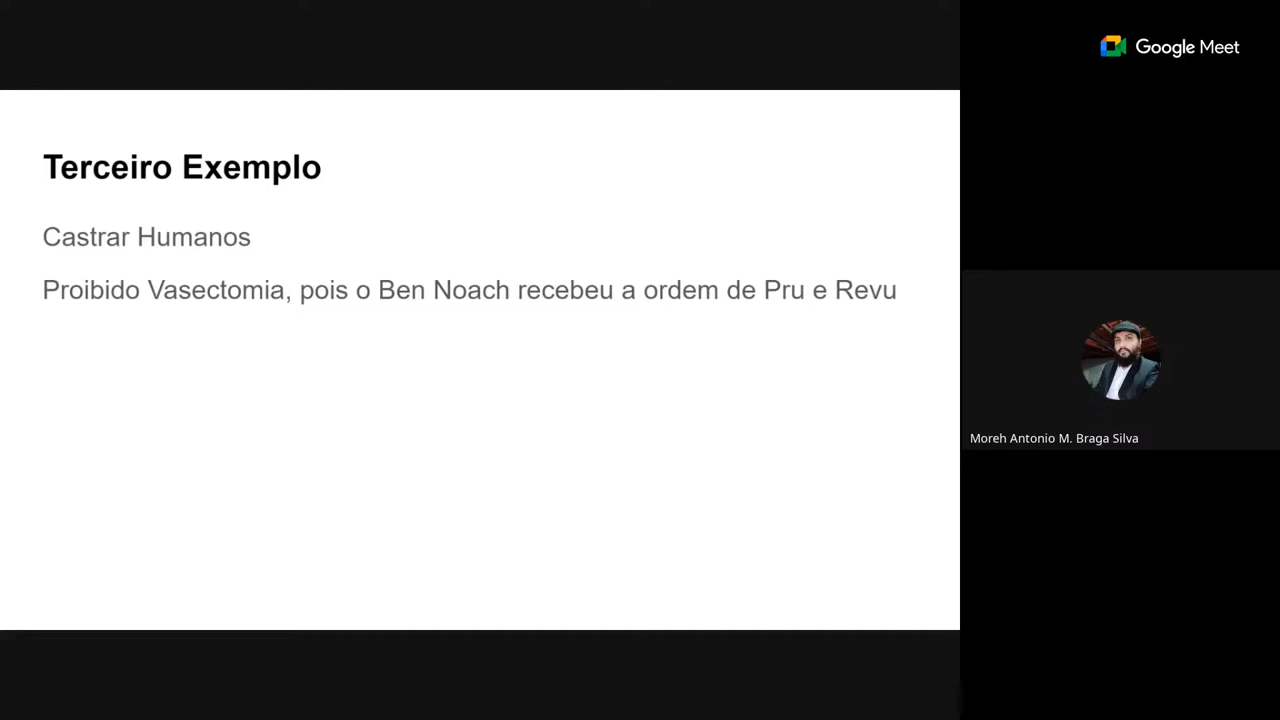 Google Meet
Terceiro Exemplo
Castrar Humanos
Proibido Vasectomia, pois o Ben Noach recebeu a ordem de Pru e Revu
Moreh Antonio M. Braga Silva